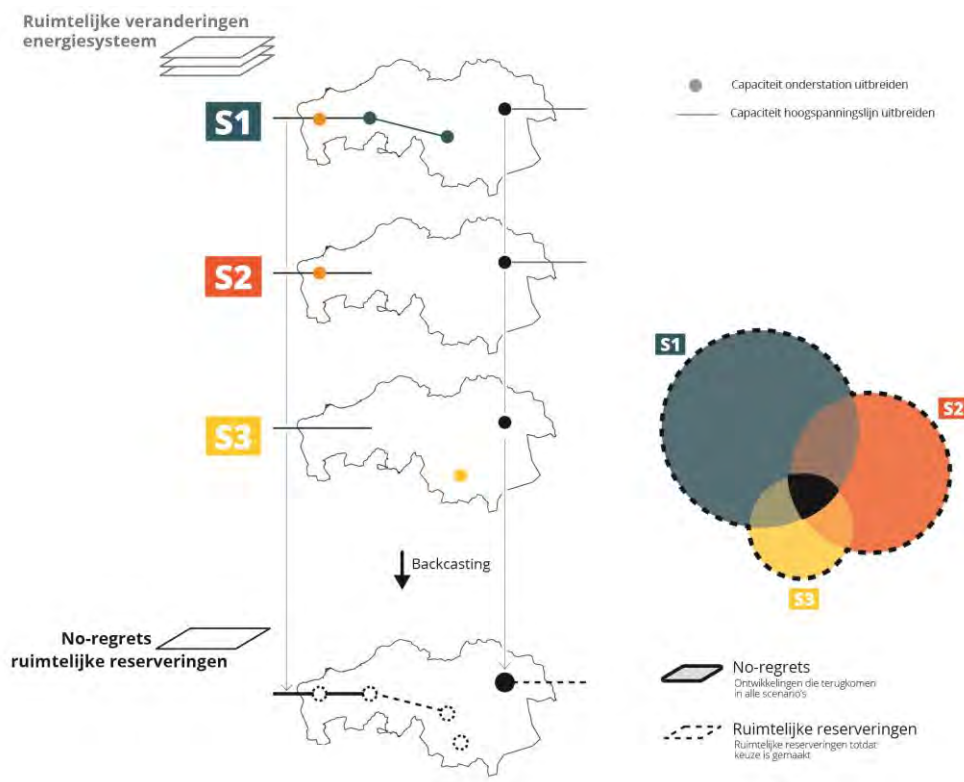 Ruimtelijke veranderingen
energiesysteem
Capaciteit onderstation uitbreiden
Capaciteit hoogspanningslijn uitbreiden
S1
S2
S3
S1
S2
S3
Backcasting
No-regrets
ruimtelijke reserveringen
No-regrets
Ontwikkelingen die terugkomen
in alle scenario's
Ruimtelijke reserveringen
Ruimtelijke reserveringen totdat
keuze is gemaakt